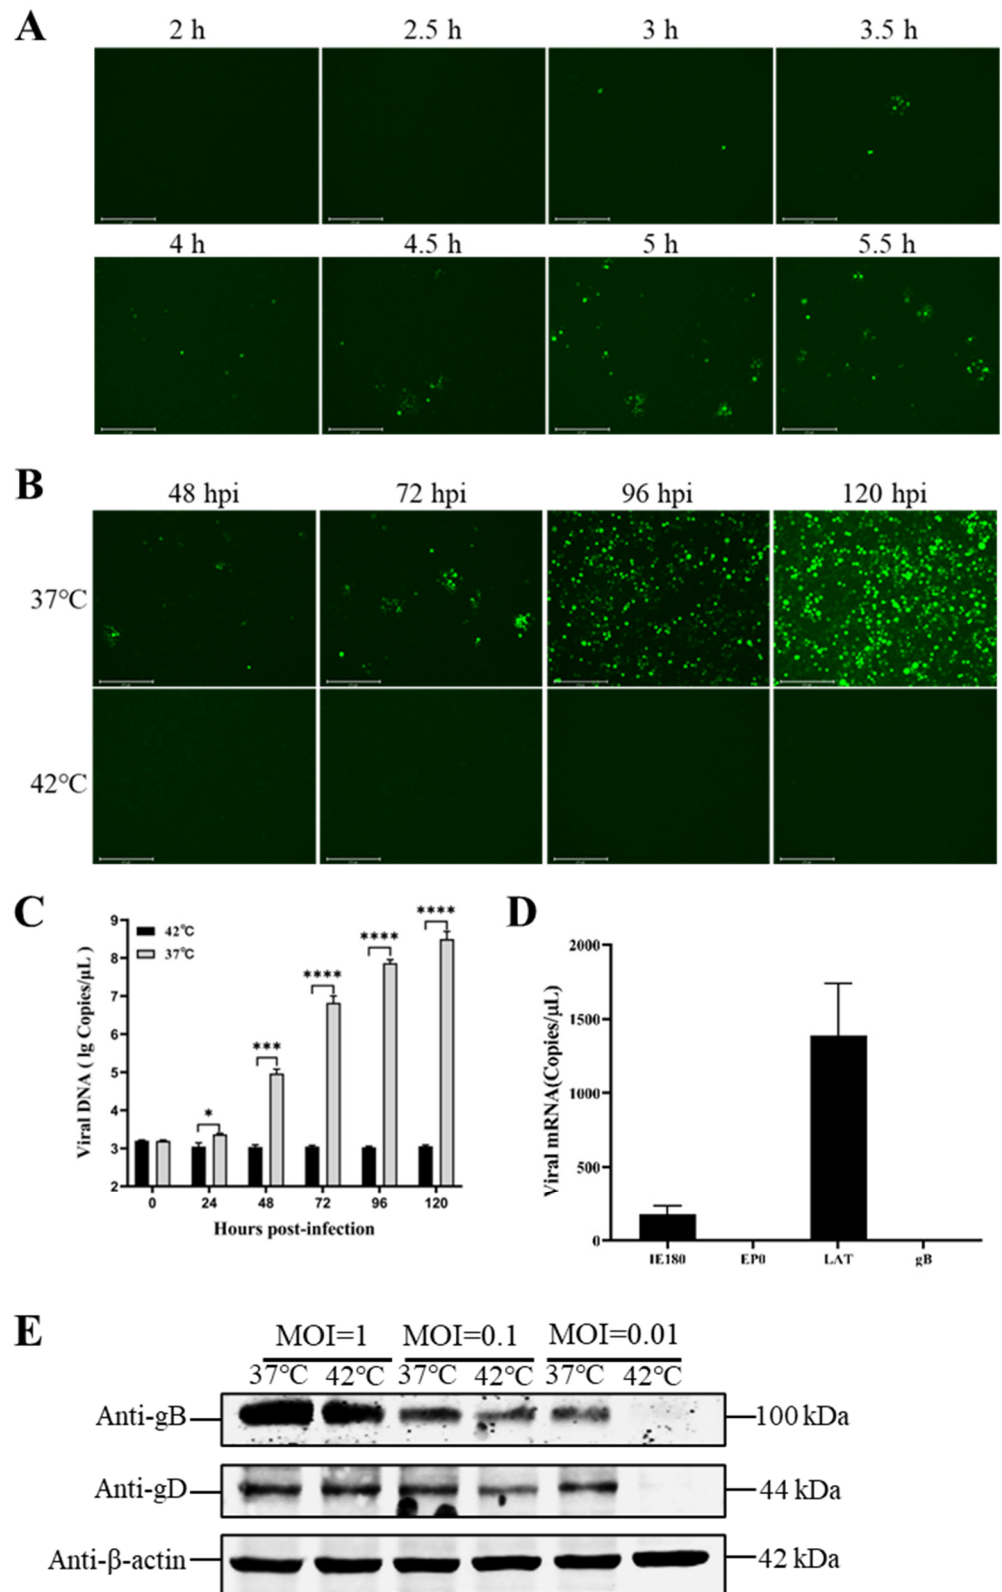 A
2 h 2.5 h 3 h 3.5 h
4 h 4.5 h 5 h 5.5 h
B
48 hpi 72 hpi 96 hpi 120 hpi
37℃
42℃
C
Viral DNA ( lg Copies/μL )
9
8
7
6
5
4
3
2
42℃
37℃
*
***
****
****
****
0 24 48 72 96 120
Hours post-infection
D
Viral mRNA(Copies/μL)
2000
1500
1000
500
0
IE180 EP0 LAT gB
E
MOI=1 MOI=0.1 MOI=0.01
37℃ 42℃ 37℃ 42℃ 37℃ 42℃
Anti-gB 100 kDa
Anti-gD 44 kDa
Anti-β-actin 42 kDa